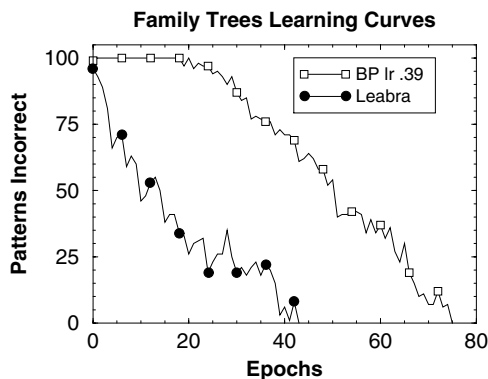 Family Trees Learning Curves
Patterns Incorrect
100
75
50
25
0
BP lr .39
Leabra
0 20 40 60 80
Epochs